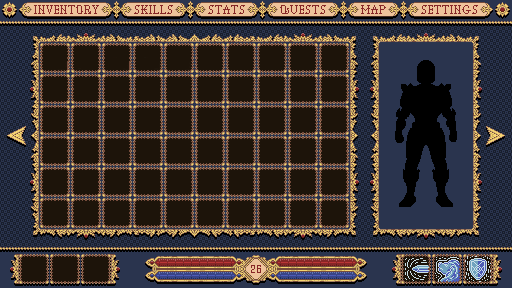 INVENTORY
SKILLS
STATS
QUESTS
MAP
SETTINGS
26